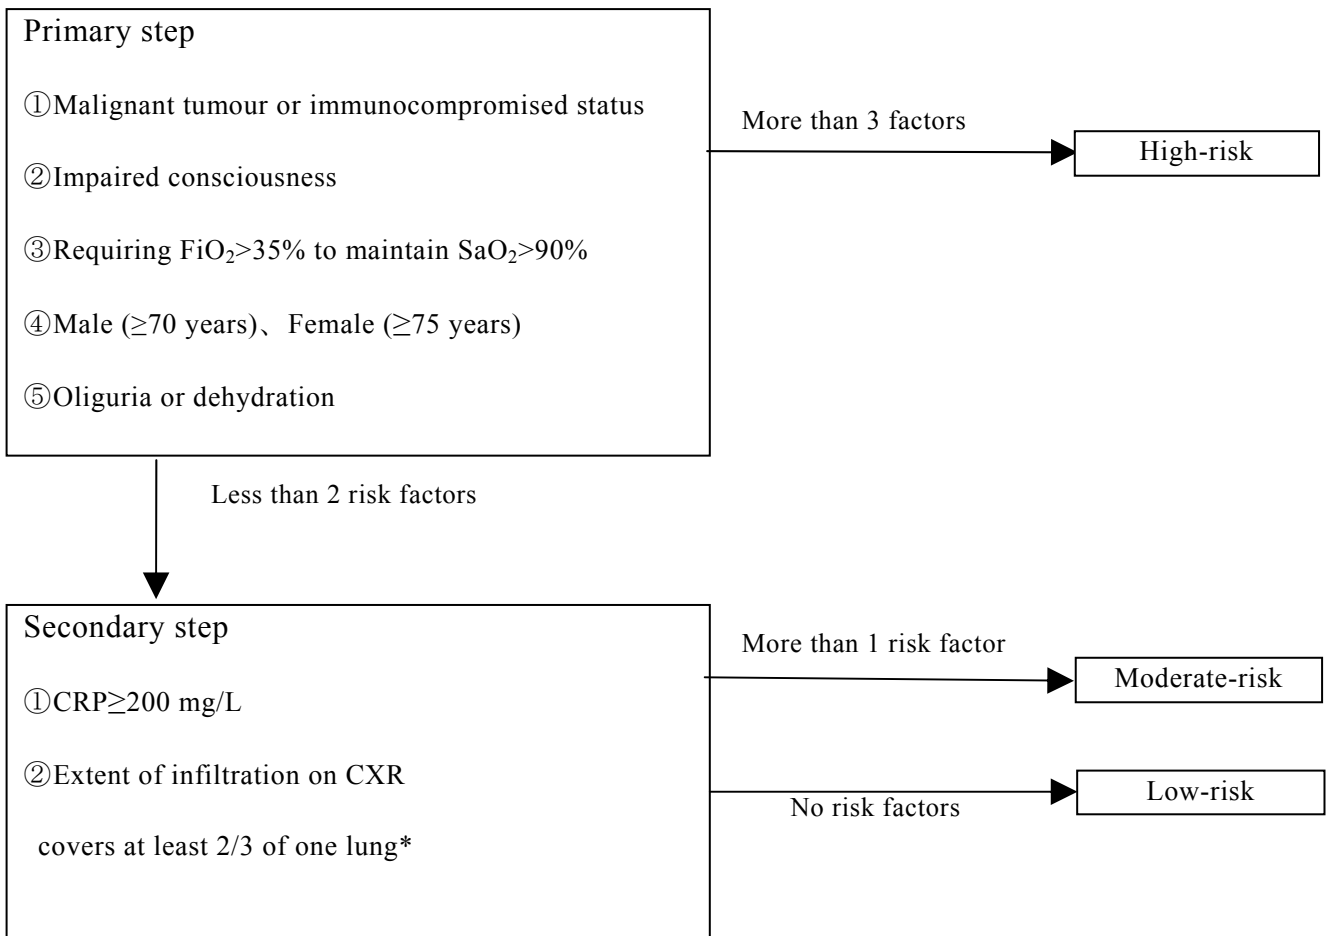 Primary step
①Malignant tumour or immunocompromised status
②Impaired consciousness
③Requiring FiO₂>35% to maintain SaO₂>90%
④Male (≥70 years)、Female (≥75 years)
⑤Oliguria or dehydration
More than 3 factors
High-risk
Less than 2 risk factors
Secondary step
①CRP≥200 mg/L
②Extent of infiltration on CXR
covers at least 2/3 of one lung*
More than 1 risk factor
Moderate-risk
No risk factors
Low-risk